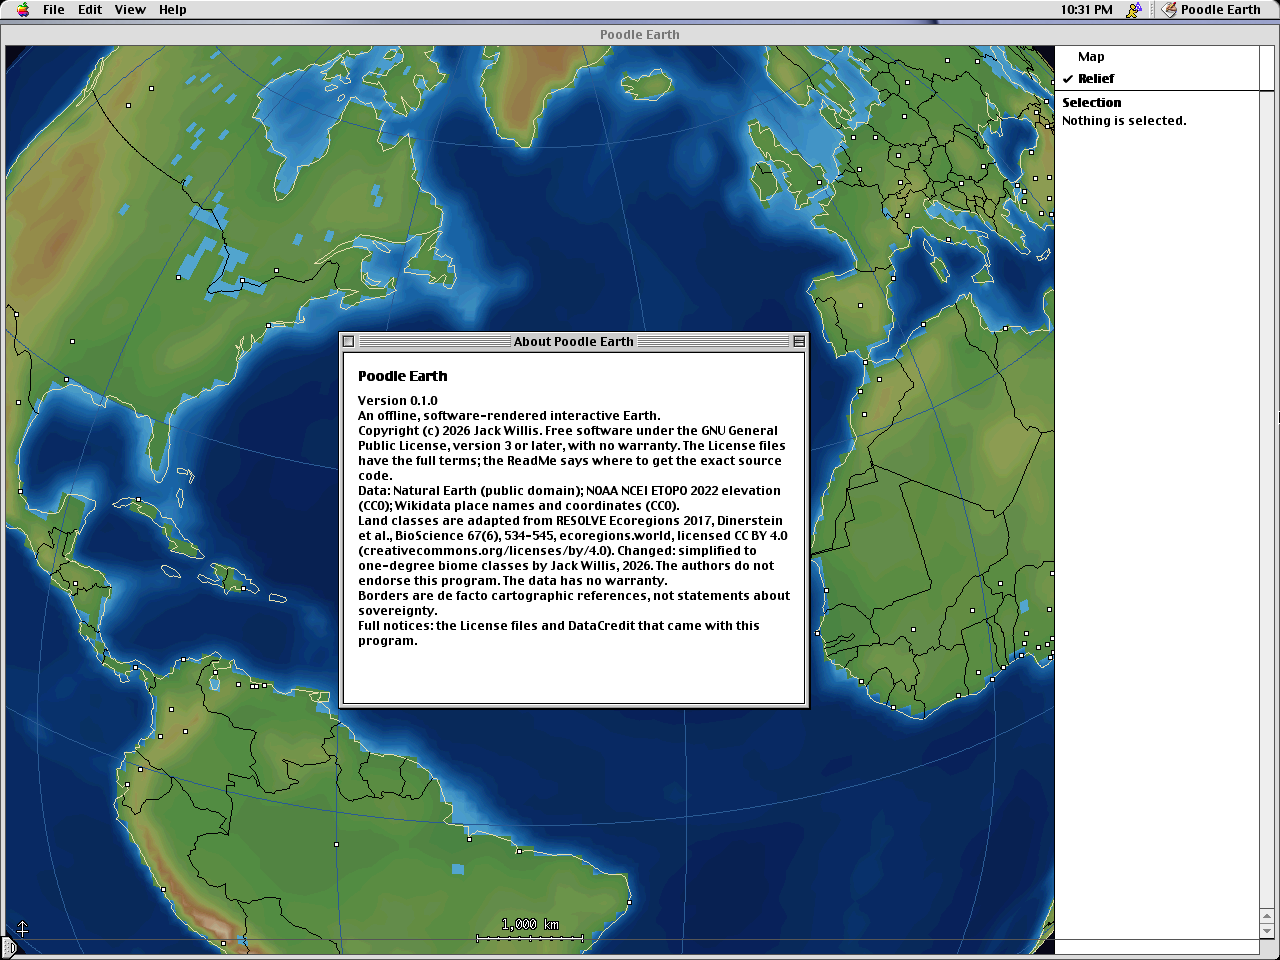 File Edit View Help
10:31 PM
Poodle Earth
Poodle Earth
Map
✓ Relief
Selection
Nothing is selected.
About Poodle Earth
Poodle Earth
Version 0.1.0
An offline, software-rendered interactive Earth.
Copyright (c) 2026 Jack Willis. Free software under the GNU General
Public License, version 3 or later, with no warranty. The License files
have the full terms; the ReadMe says where to get the exact source
code.
Data: Natural Earth (public domain); NOAA NCEI ETOPO 2022 elevation
(CC0); Wikidata place names and coordinates (CC0).
Land classes are adapted from RESOLVE Ecoregions 2017, Dinerstein
et al., BioScience 67(6), 534-545, ecoregions.world, licensed CC BY 4.0
(creativecommons.org/licenses/by/4.0). Changed: simplified to
one-degree biome classes by Jack Willis, 2026. The authors do not
endorse this program. The data has no warranty.
Borders are de facto cartographic references, not statements about
sovereignty.
Full notices: the License files and DataCredit that came with this
program.
1,000 km